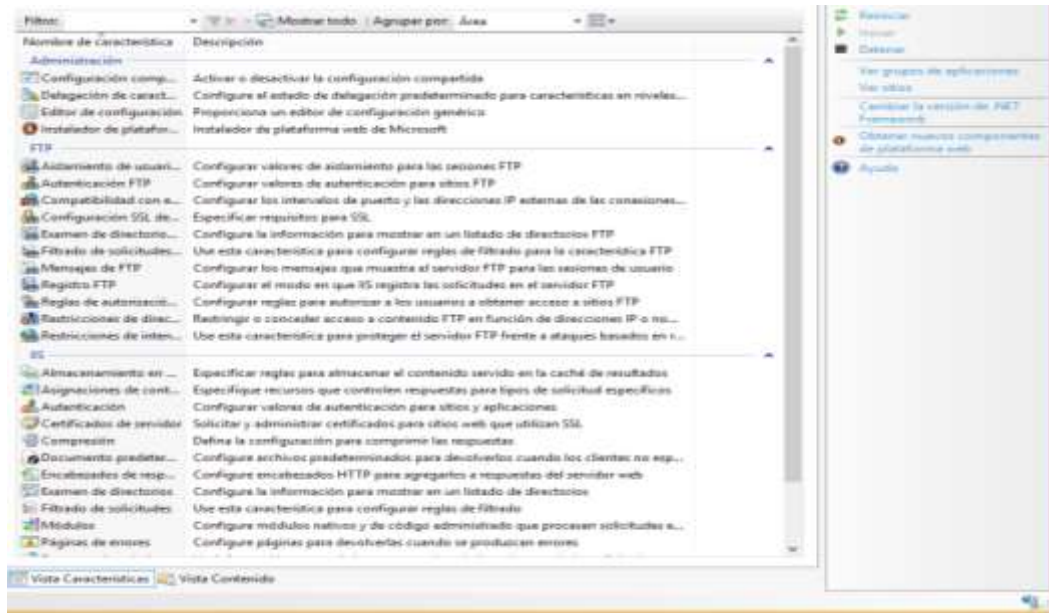 Filtro:
Mostrar todo
Agrupar por: Área
Nombre de característica Descripción
Administración
Configuración comp... Activar o desactivar la configuración compartida
Delegación de caract... Configure el estado de delegación predeterminado para características en niveles...
Editor de configuración Proporciona un editor de configuración genérico
Instalador de platafor... Instalador de plataforma web de Microsoft
FTP
Aislamiento de usuari... Configurar valores de aislamiento para las sesiones FTP
Autenticación FTP Configurar valores de autenticación para sitios FTP
Compatibilidad con e... Configurar los intervalos de puerto y las direcciones IP externas de las conexiones...
Configuración SSL de... Especificar requisitos para SSL
Examen de directorio... Configure la información para mostrar en un listado de directorios FTP
Filtrado de solicitudes... Use esta característica para configurar reglas de filtrado para la característica FTP
Mensajes de FTP Configurar los mensajes que muestra el servidor FTP para las sesiones de usuario
Registro FTP Configurar el modo en que IIS registra las solicitudes en el servidor FTP
Reglas de autorizació... Configurar reglas para autorizar a los usuarios a obtener acceso a sitios FTP
Restricciones de direc... Restringir o conceder acceso a contenido FTP en función de direcciones IP o no...
Restricciones de inten... Use esta característica para proteger el servidor FTP frente a ataques basados en r...
IIS
Almacenamiento en ... Especificar reglas para almacenar el contenido servido en la caché de resultados
Asignaciones de cont... Especifique recursos que controlen respuestas para tipos de solicitud específicos
Autenticación Configurar valores de autenticación para sitios y aplicaciones
Certificados de servidor Solicitar y administrar certificados para sitios web que utilizan SSL
Compresión Defina la configuración para comprimir las respuestas
Documento predeter... Configure archivos predeterminados para devolverlos cuando los clientes no esp...
Encabezados de resp... Configure encabezados HTTP para agregarlos a respuestas del servidor web
Examen de directorios Configure la información para mostrar en un listado de directorios
Filtrado de solicitudes Use esta característica para configurar reglas de filtrado
Módulos Configure módulos nativos y de código administrado que procesan solicitudes e...
Páginas de errores Configure páginas para devolverlas cuando se produzcan errores
Vista Características
Vista Contenido
Reiniciar
Iniciar
Detener
Ver grupos de aplicaciones
Ver sitios
Cambiar la versión de .NET
Framework
Obtener nuevos componentes
de plataforma web
Ayuda